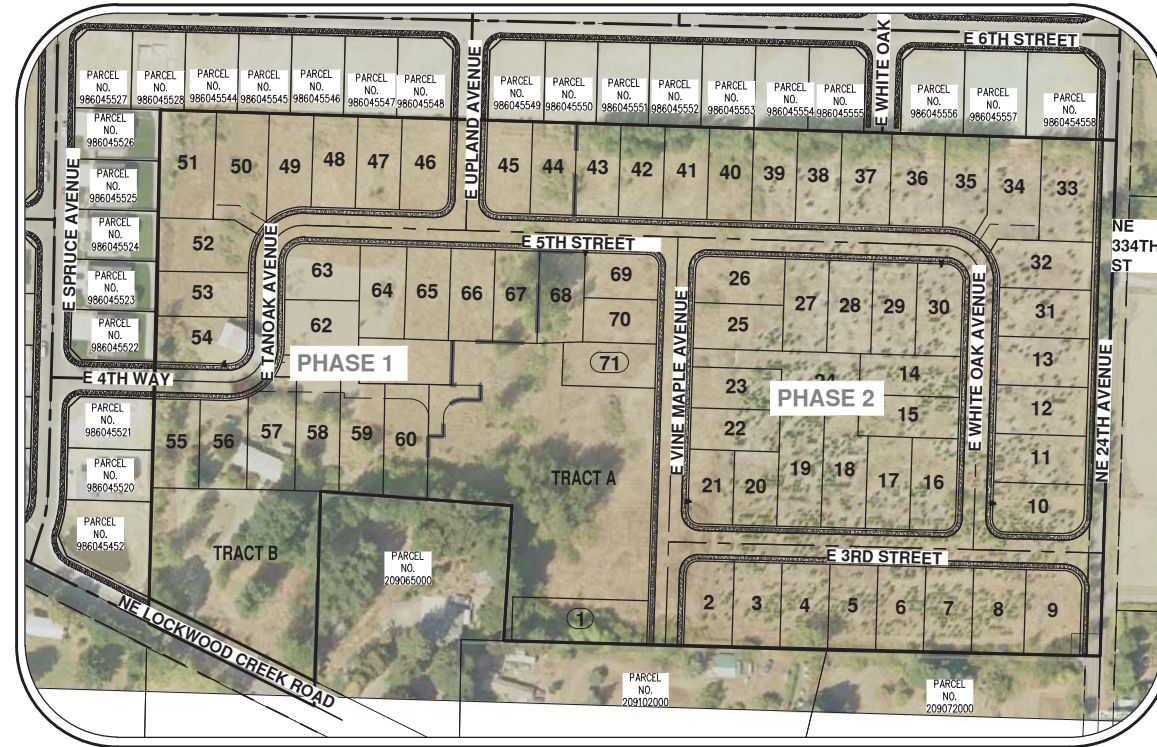 E 6TH STREET
E WHITE OAK
E UPLAND AVENUE
PARCEL
NO.
986045527
PARCEL
NO.
986045528
PARCEL
NO.
986045544
PARCEL
NO.
986045545
PARCEL
NO.
986045546
PARCEL
NO.
986045547
PARCEL
NO.
986045548
PARCEL
NO.
986045549
PARCEL
NO.
986045550
PARCEL
NO.
986045551
PARCEL
NO.
986045552
PARCEL
NO.
986045553
PARCEL
NO.
986045554
PARCEL
NO.
986045555
PARCEL
NO.
986045556
PARCEL
NO.
986045557
PARCEL
NO.
9860454558
PARCEL
NO.
986045526
PARCEL
NO.
986045525
PARCEL
NO.
986045524
PARCEL
NO.
986045523
PARCEL
NO.
986045522
E SPRUCE AVENUE
51
50
49
48
47
46
45
44
43
42
41
40
39
38
37
36
35
34
33
NE
334TH
ST
52
53
54
E TANOAK AVENUE
E 5TH STREET
63
62
64
65
66
67
68
69
70
71
26
25
27
28
29
30
32
31
13
12
11
10
E 4TH WAY
PHASE 1
E VINE MAPLE AVENUE
23
22
24
14
15
PHASE 2
E WHITE OAK AVENUE
NE 24TH AVENUE
PARCEL
NO.
986045521
PARCEL
NO.
986045520
PARCEL
NO.
986045452
55
56
57
58
59
60
TRACT A
21
20
19
18
17
16
TRACT B
PARCEL
NO.
209065000
E 3RD STREET
1
2
3
4
5
6
7
8
9
NE LOCKWOOD CREEK ROAD
PARCEL
NO.
209102000
PARCEL
NO.
209072000